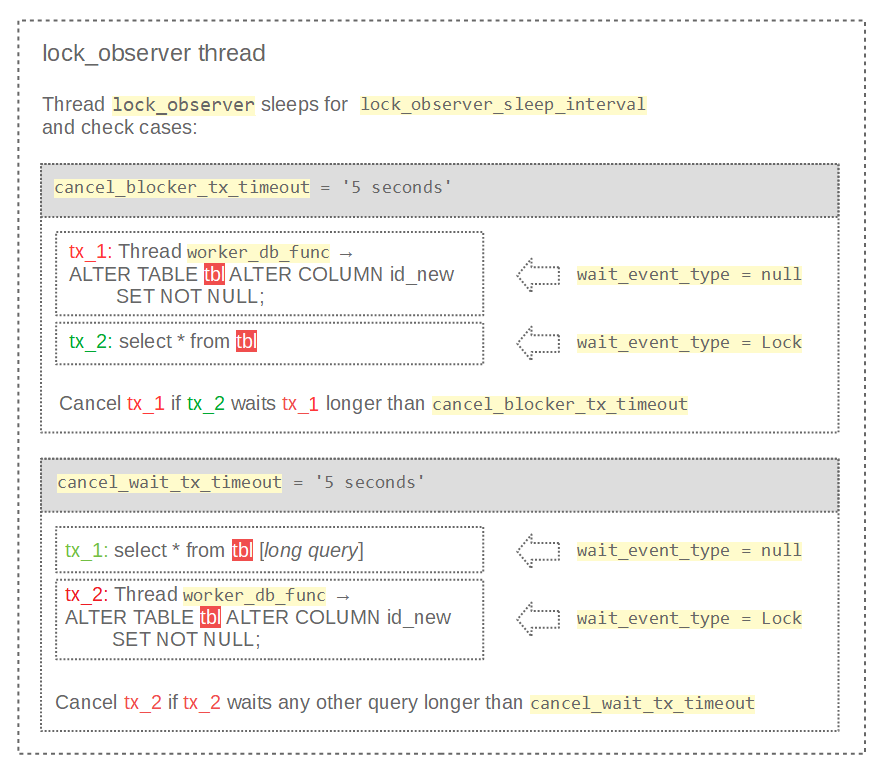 lock_observer thread
Thread lock_observer sleeps for lock_observer_sleep_interval
and check cases:
cancel_blocker_tx_timeout = '5 seconds'
tx_1: Thread worker_db_func →
ALTER TABLE tbl ALTER COLUMN id_new
SET NOT NULL;
wait_event_type = null
tx_2: select * from tbl
wait_event_type = Lock
Cancel tx_1 if tx_2 waits tx_1 longer than cancel_blocker_tx_timeout
cancel_wait_tx_timeout = '5 seconds'
tx_1: select * from tbl [long query]
wait_event_type = null
tx_2: Thread worker_db_func →
ALTER TABLE tbl ALTER COLUMN id_new
SET NOT NULL;
wait_event_type = Lock
Cancel tx_2 if tx_2 waits any other query longer than cancel_wait_tx_timeout